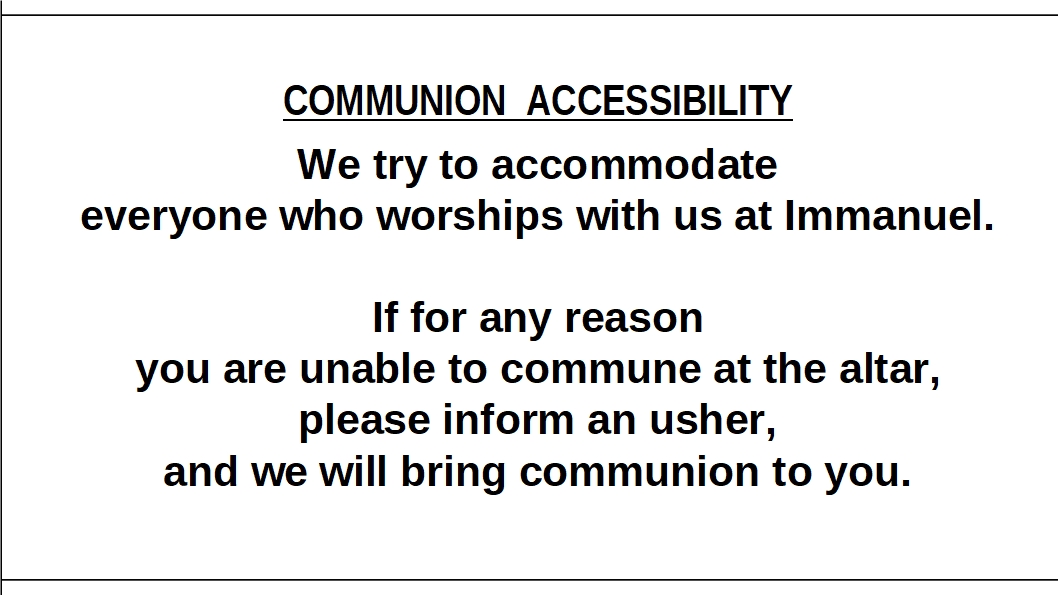 COMMUNION ACCESSIBILITY
We try to accommodate
everyone who worships with us at Immanuel.
If for any reason
you are unable to commune at the altar,
please inform an usher,
and we will bring communion to you.